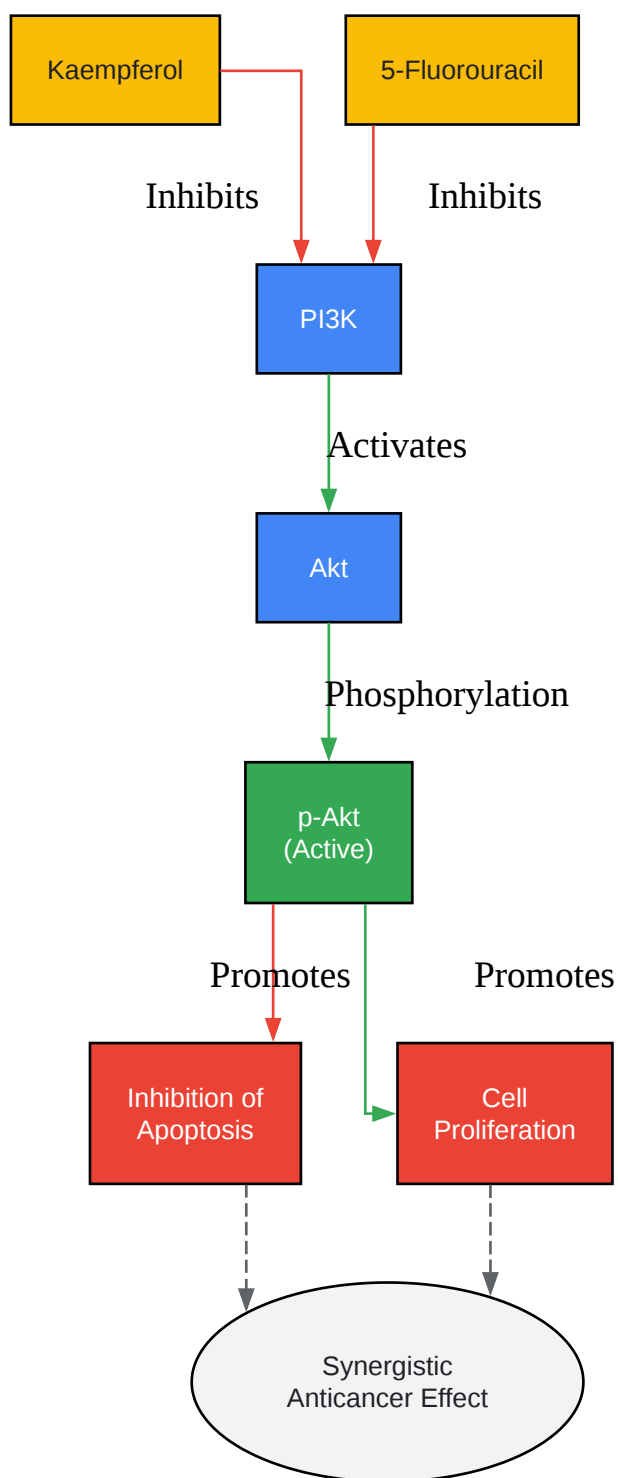 Kaempferol
5-Fluorouracil
Inhibits
Inhibits
PI3K
Activates
Akt
Phosphorylation
p-Akt
(Active)
Promotes
Promotes
Inhibition of
Apoptosis
Cell
Proliferation
Synergistic
Anticancer Effect